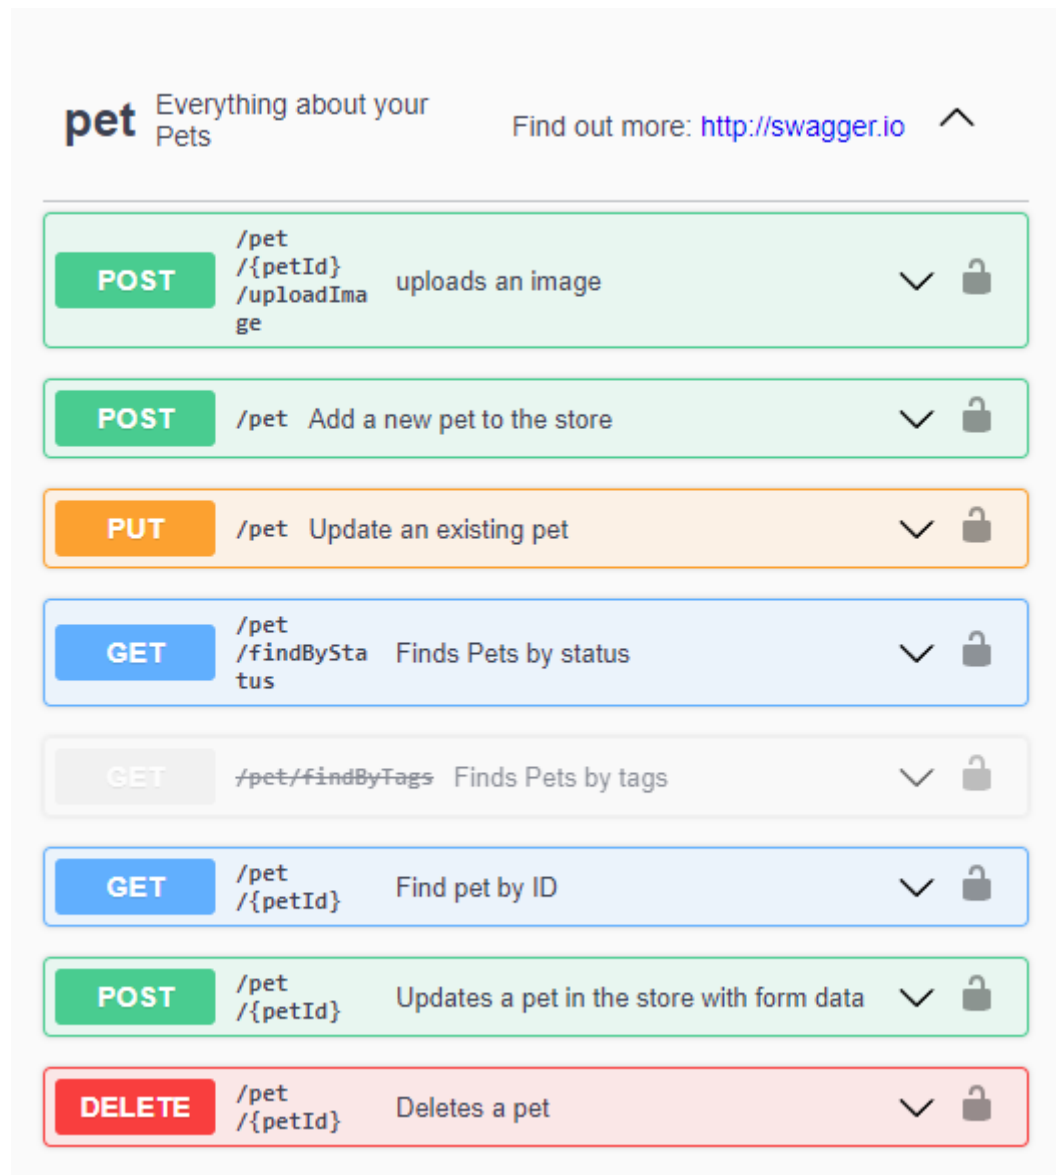 pet
Everything about your
Pets
Find out more: http://swagger.io
POST
/pet
/{petId}
/uploadIma
ge
uploads an image
POST
/pet
Add a new pet to the store
PUT
/pet
Update an existing pet
GET
/pet
/findBySta
tus
Finds Pets by status
GET
/pet/findByTags
Finds Pets by tags
GET
/pet
/{petId}
Find pet by ID
POST
/pet
/{petId}
Updates a pet in the store with form data
DELETE
/pet
/{petId}
Deletes a pet